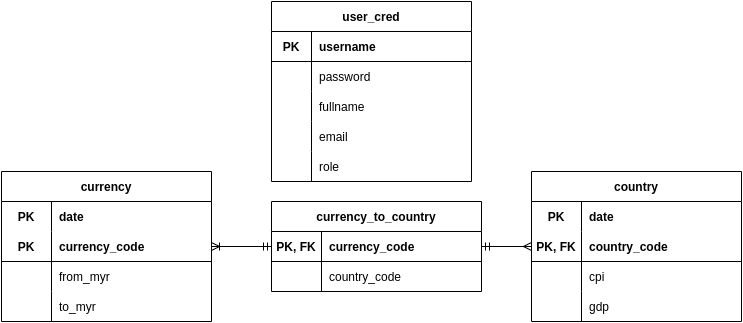 user_cred
PK username
password
fullname
email
role
currency
PK date
PK currency_code
from_myr
to_myr
currency_to_country
PK, FK currency_code
country_code
country
PK date
PK, FK country_code
cpi
gdp